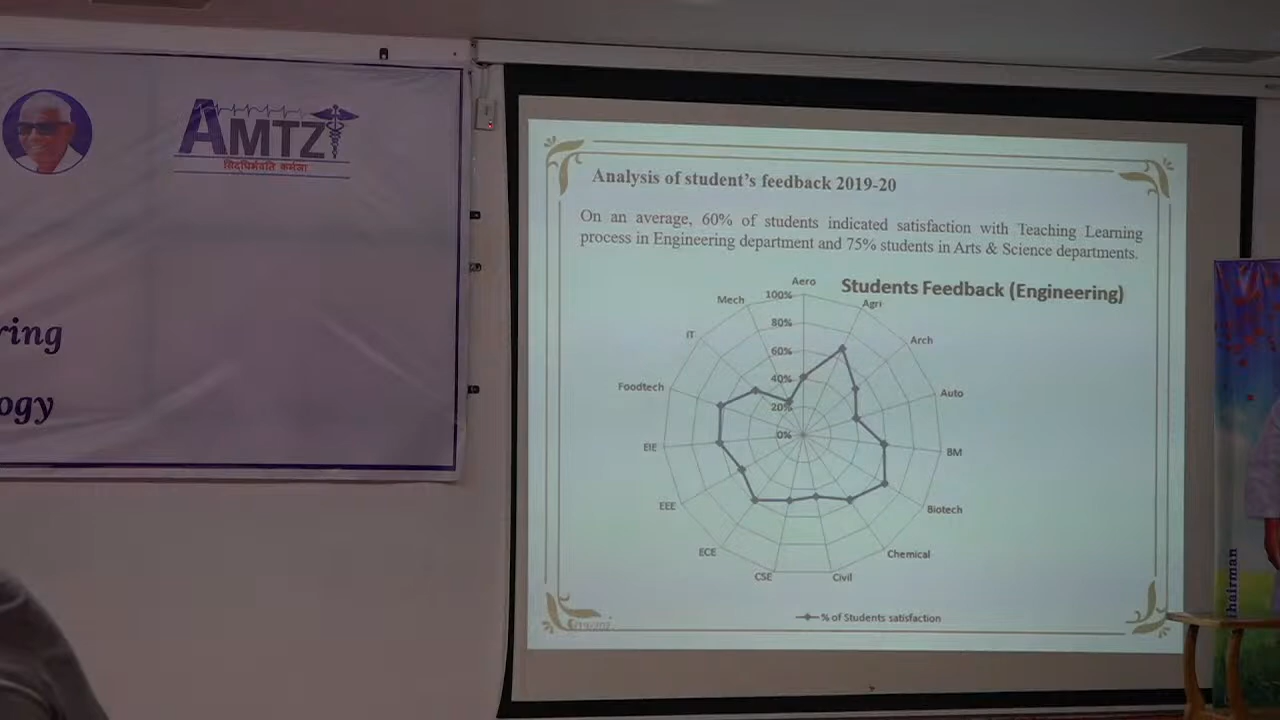 AMTZ
सिद्धिर्भवति कर्मजा
ring
ogy
Analysis of student's feedback 2019-20
On an average, 60% of students indicated satisfaction with Teaching Learning
process in Engineering department and 75% students in Arts & Science departments.
Students Feedback (Engineering)
Aero
Agri
Arch
Auto
BM
Biotech
Chemical
Civil
CSE
ECE
EEE
EIE
Foodtech
IT
Mech
100%
80%
60%
40%
20%
0%
% of Students satisfaction
hairman